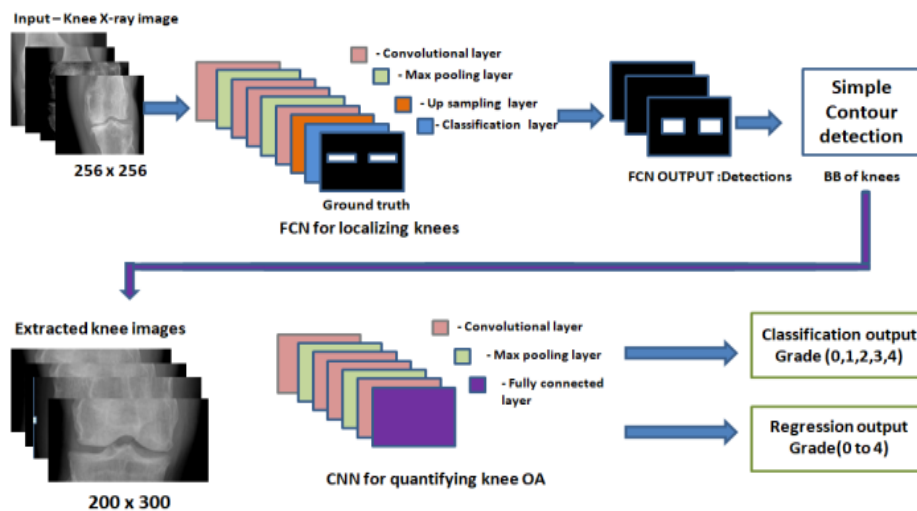 Input – Knee X-ray image
256 x 256
- Convolutional layer
- Max pooling layer
- Up sampling layer
- Classification layer
Ground truth
FCN for localizing knees
FCN OUTPUT :Detections
Simple
Contour
detection
BB of knees
Extracted knee images
200 x 300
- Convolutional layer
- Max pooling layer
- Fully connected
layer
CNN for quantifying knee OA
Classification output
Grade (0,1,2,3,4)
Regression output
Grade(0 to 4)